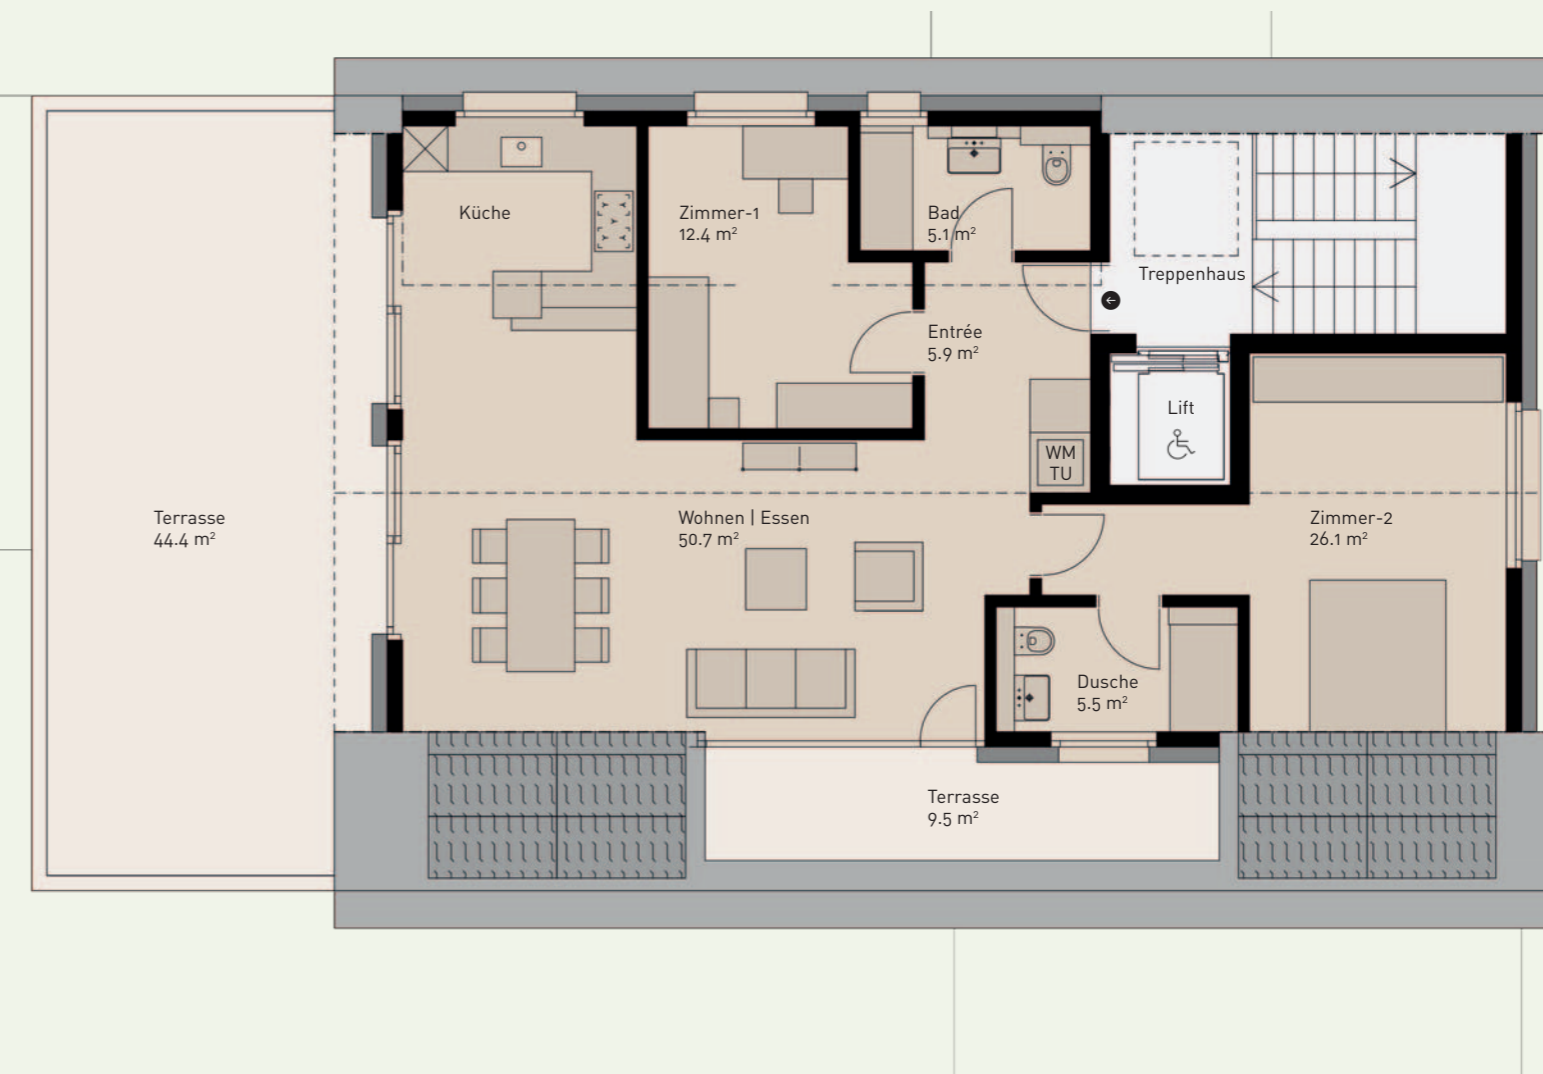 Küche
Zimmer-1
12.4 m²
Bad
5.1 m²
Treppenhaus
Entrée
5.9 m²
Lift
WM
TU
Terrasse
44.4 m²
Wohnen | Essen
50.7 m²
Zimmer-2
26.1 m²
Dusche
5.5 m²
Terrasse
9.5 m²